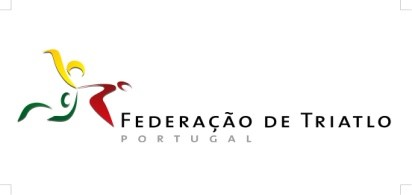 FEDERAÇÃO DE TRIATLO
PORTUGAL